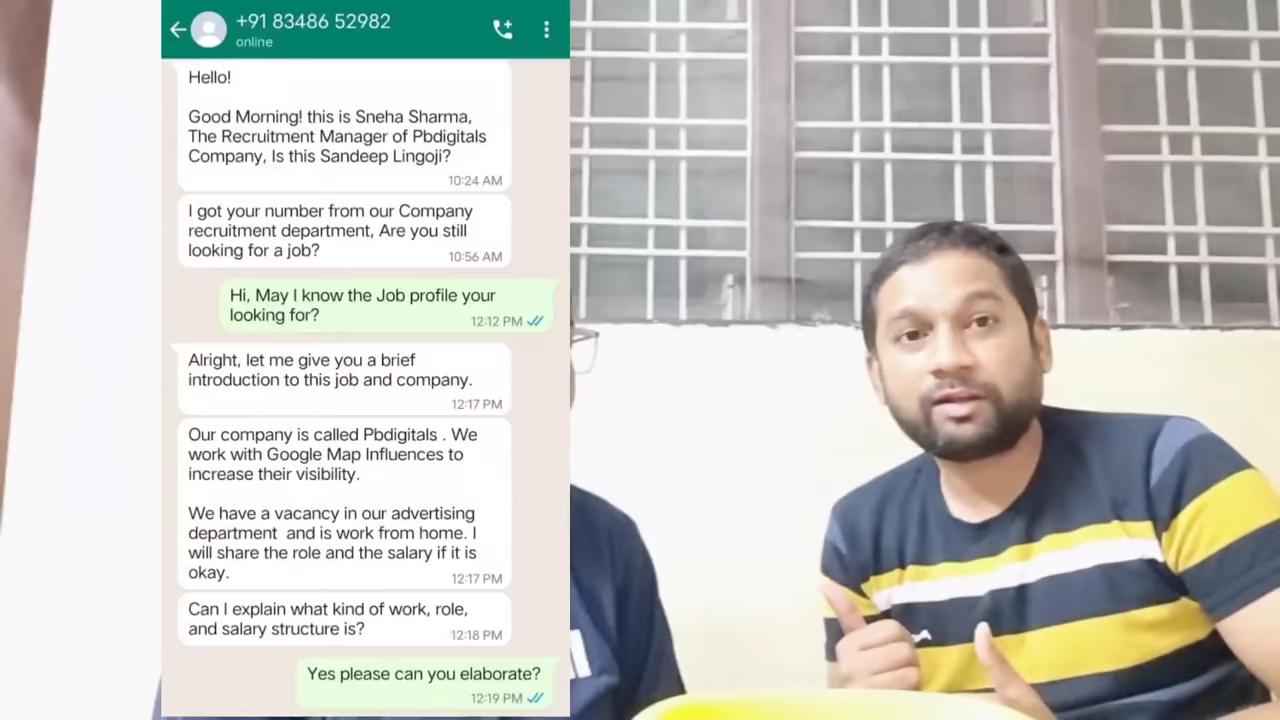 +91 83486 52982
online
Hello!
Good Morning! this is Sneha Sharma,
The Recruitment Manager of Pbdigitals
Company, Is this Sandeep Lingoji?
10:24 AM
I got your number from our Company
recruitment department, Are you still
looking for a job?
10:56 AM
Hi, May I know the Job profile your
looking for?
12:12 PM
Alright, let me give you a brief
introduction to this job and company.
12:17 PM
Our company is called Pbdigitals . We
work with Google Map Influences to
increase their visibility.
We have a vacancy in our advertising
department  and is work from home. I
will share the role and the salary if it is
okay.
12:17 PM
Can I explain what kind of work, role,
and salary structure is?
12:18 PM
Yes please can you elaborate?
12:19 PM